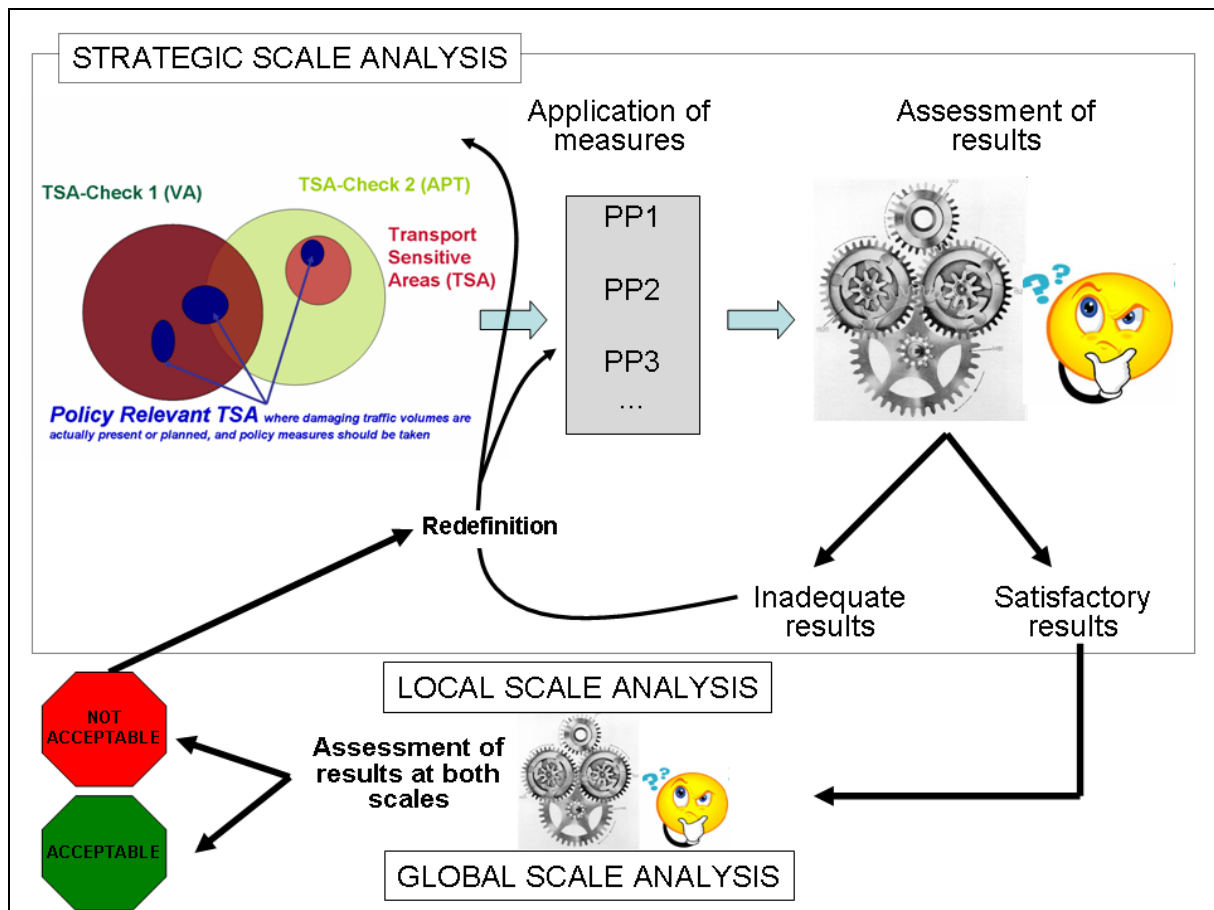 STRATEGIC SCALE ANALYSIS
Application of
measures
Assessment of
results
TSA-Check 1 (VA)
TSA-Check 2 (APT)
Transport
Sensitive
Areas (TSA)
PP1
PP2
PP3
...
??
Policy Relevant TSA where damaging traffic volumes are
actually present or planned, and policy measures should be taken
Redefinition
Inadequate
results
Satisfactory
results
LOCAL SCALE ANALYSIS
NOT
ACCEPTABLE
Assessment of
results at both
scales
??
ACCEPTABLE
GLOBAL SCALE ANALYSIS